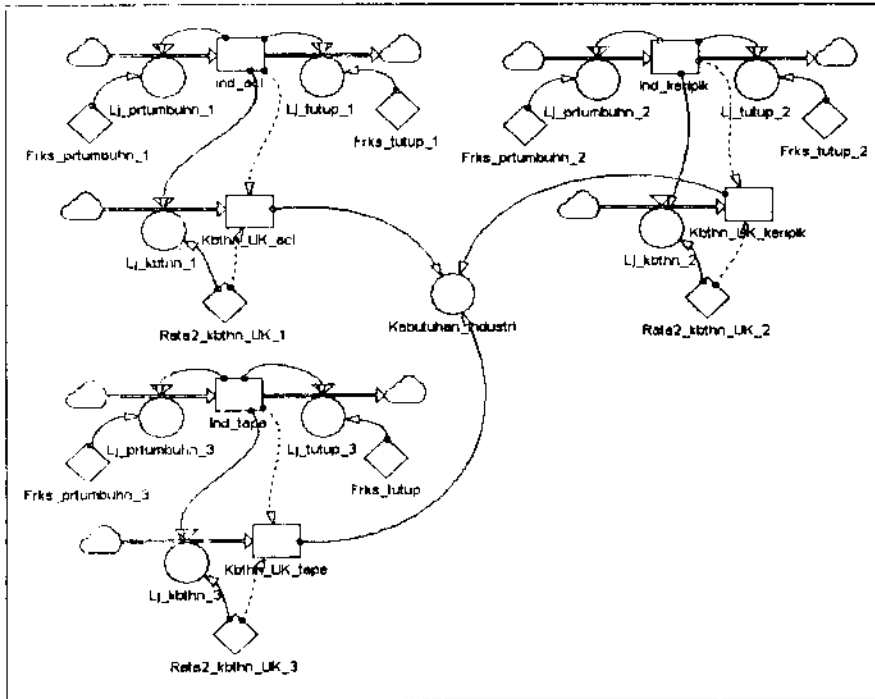 Ind_aci
Lj_prtumbuhn_1
Lj_tutup_1
Frks_prtumbuhn_1
Frks_tutup_1
Kbthn_UK_aci
Lj_kbthn_1
Rata2_kbthn_UK_1
Ind_keripik
Lj_prtumbuhn_2
Lj_tutup_2
Frks_prtumbuhn_2
Frks_tutup_2
Kbthn_UK_keripik
Lj_kbthn_2
Rata2_kbthn_UK_2
Kebutuhan_industri
Ind_tape
Lj_prtumbuhn_3
Lj_tutup_3
Frks_prtumbuhn_3
Frks_tutup
Kbthn_UK_tape
Lj_kbthn_3
Rata2_kbthn_UK_3